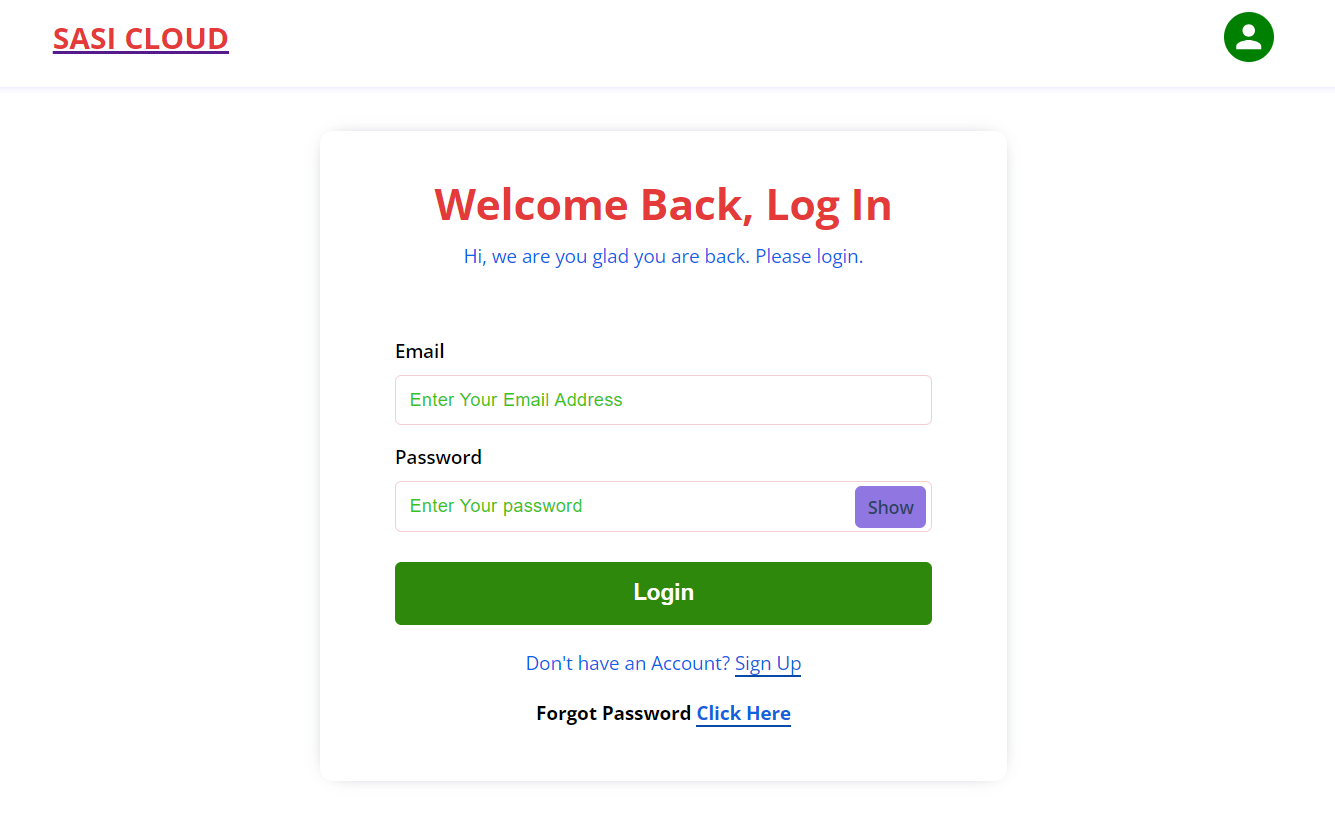 SASI CLOUD
Welcome Back, Log In
Hi, we are you glad you are back. Please login.
Email
Enter Your Email Address
Password
Enter Your password
Show
Login
Don't have an Account? Sign Up
Forgot Password Click Here